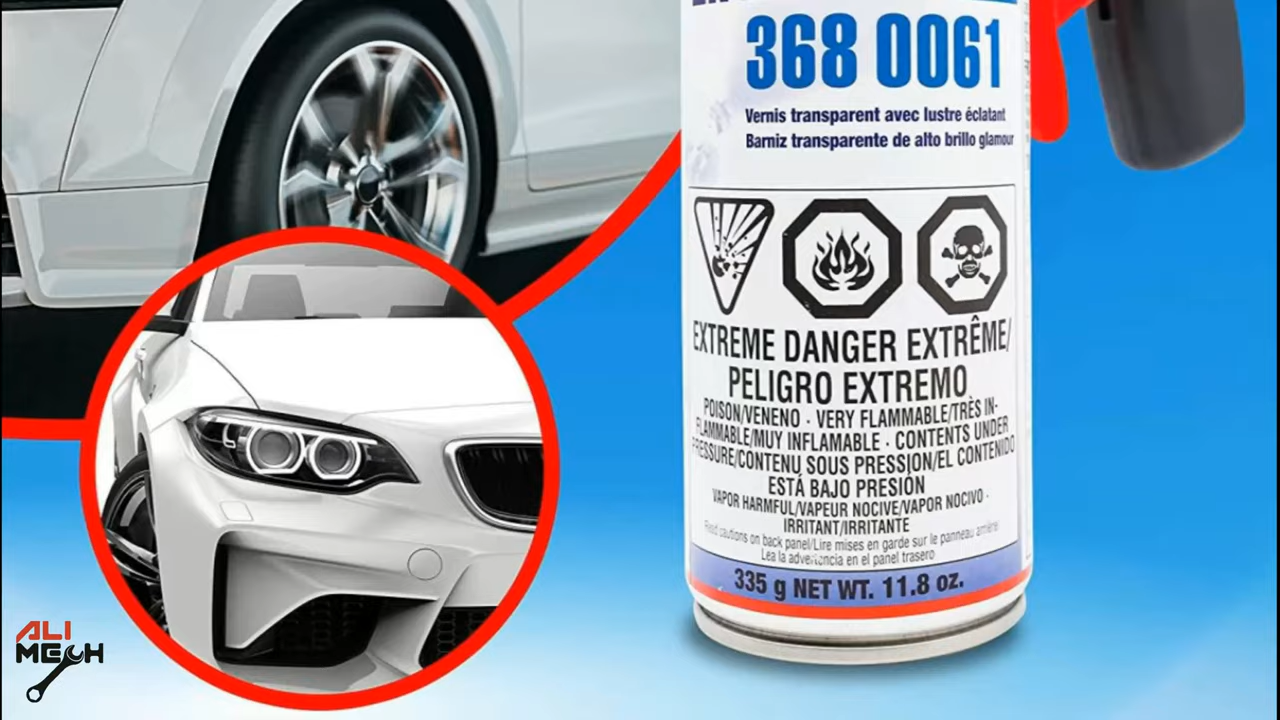 368 0061
Vernis transparent avec lustre éclatant
Barniz transparente de alto brillo glamour
EXTREME DANGER EXTRÊME/
PELIGRO EXTREMO
POISON/VENENO · VERY FLAMMABLE/TRÈS IN-
FLAMMABLE/MUY INFLAMABLE · CONTENTS UNDER
PRESSURE/CONTENU SOUS PRESSION/EL CONTENIDO
ESTÁ BAJO PRESIÓN
VAPOR HARMFUL/VAPEUR NOCIVE/VAPOR NOCIVO ·
IRRITANT/IRRITANTE
Read cautions on back panel/Lire mises en garde sur le panneau arrière/
Lea la advertencia en el panel trasero
335 g NET WT. 11.8 oz.
ALI
MECH